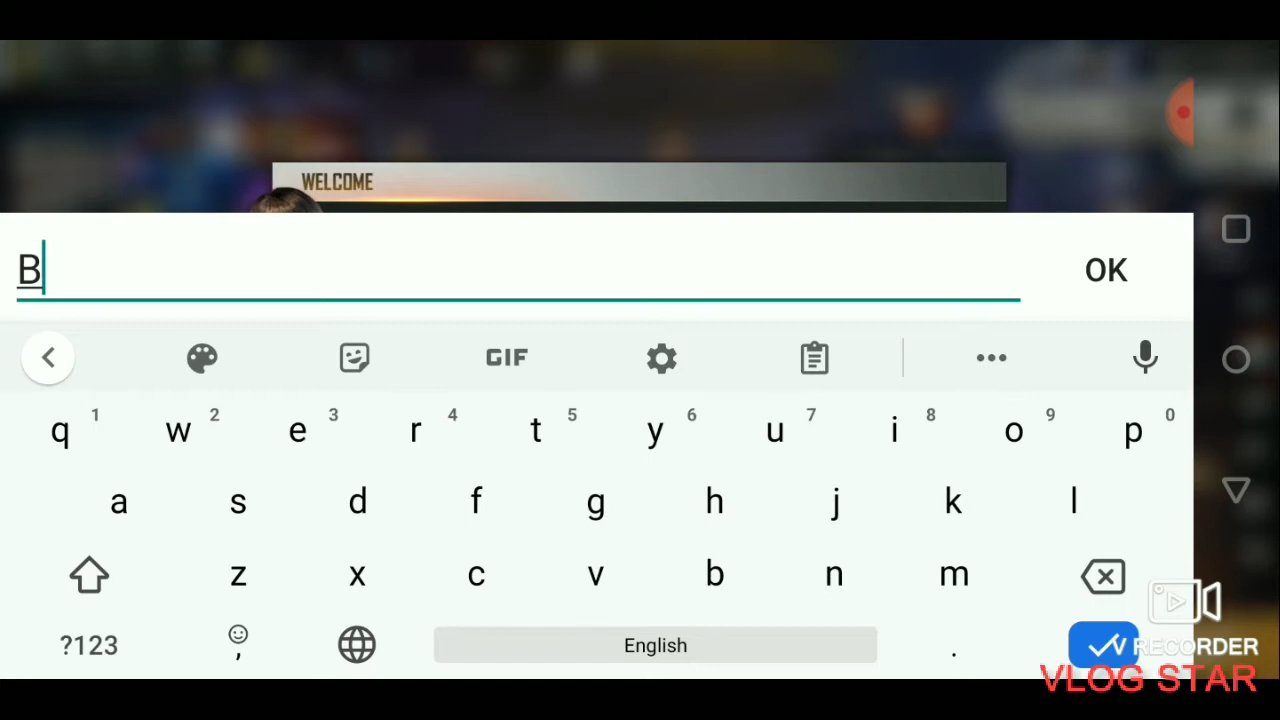 WELCOME
B
OK
GIF
q 1 w 2 e 3 r 4 t 5 y 6 u 7 i 8 o 9 p 0
a s d f g h j k l
z x c v b n m
?123 , English .
V RECORDER
VLOG STAR